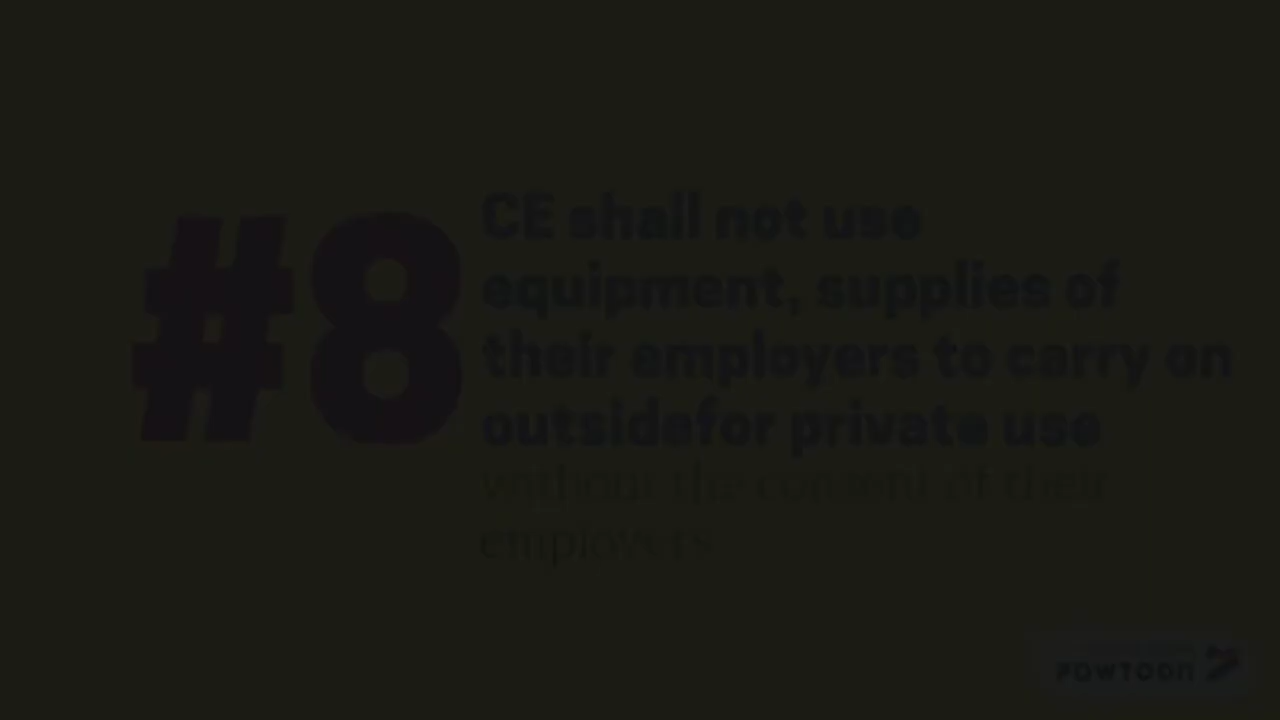 #8
CE shall not use
equipment, supplies of
their employers to carry on
outsidefor private use
without the consent of their
employers
POWTOON